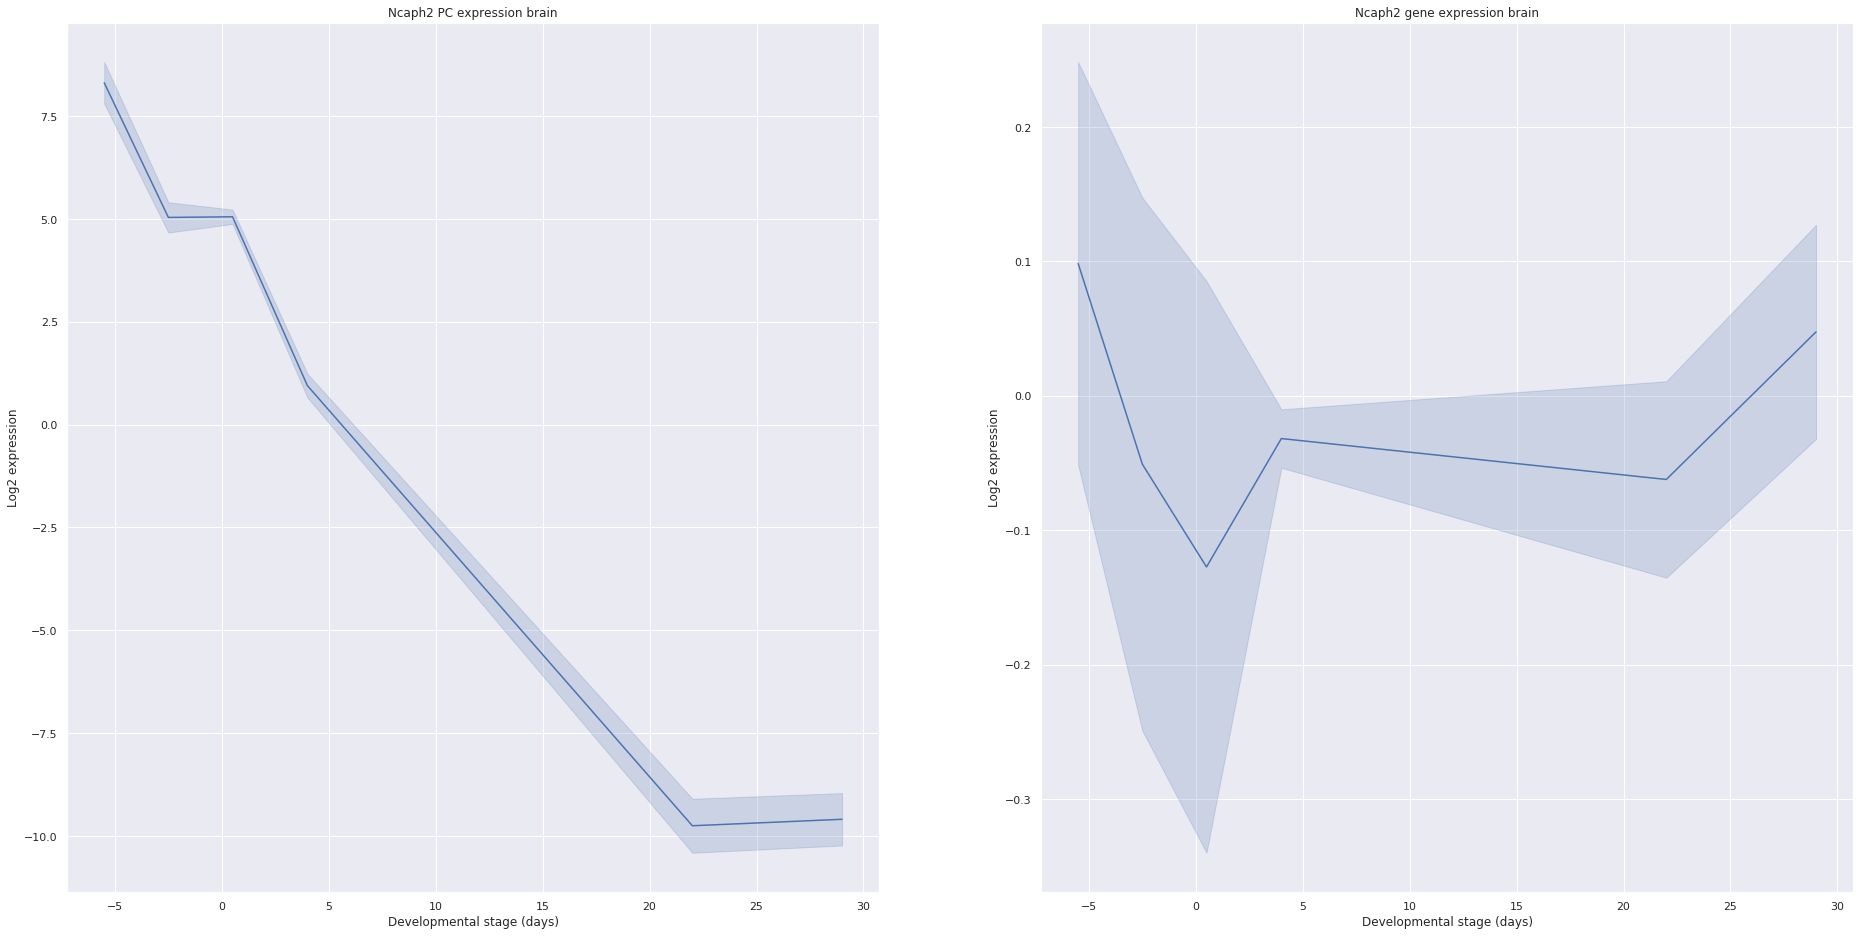 Ncaph2 PC expression brain
Log2 expression
7.5
5.0
2.5
0.0
−2.5
−5.0
−7.5
−10.0
−5 0 5 10 15 20 25 30
Developmental stage (days)
Ncaph2 gene expression brain
Log2 expression
0.2
0.1
0.0
−0.1
−0.2
−0.3
−5 0 5 10 15 20 25 30
Developmental stage (days)